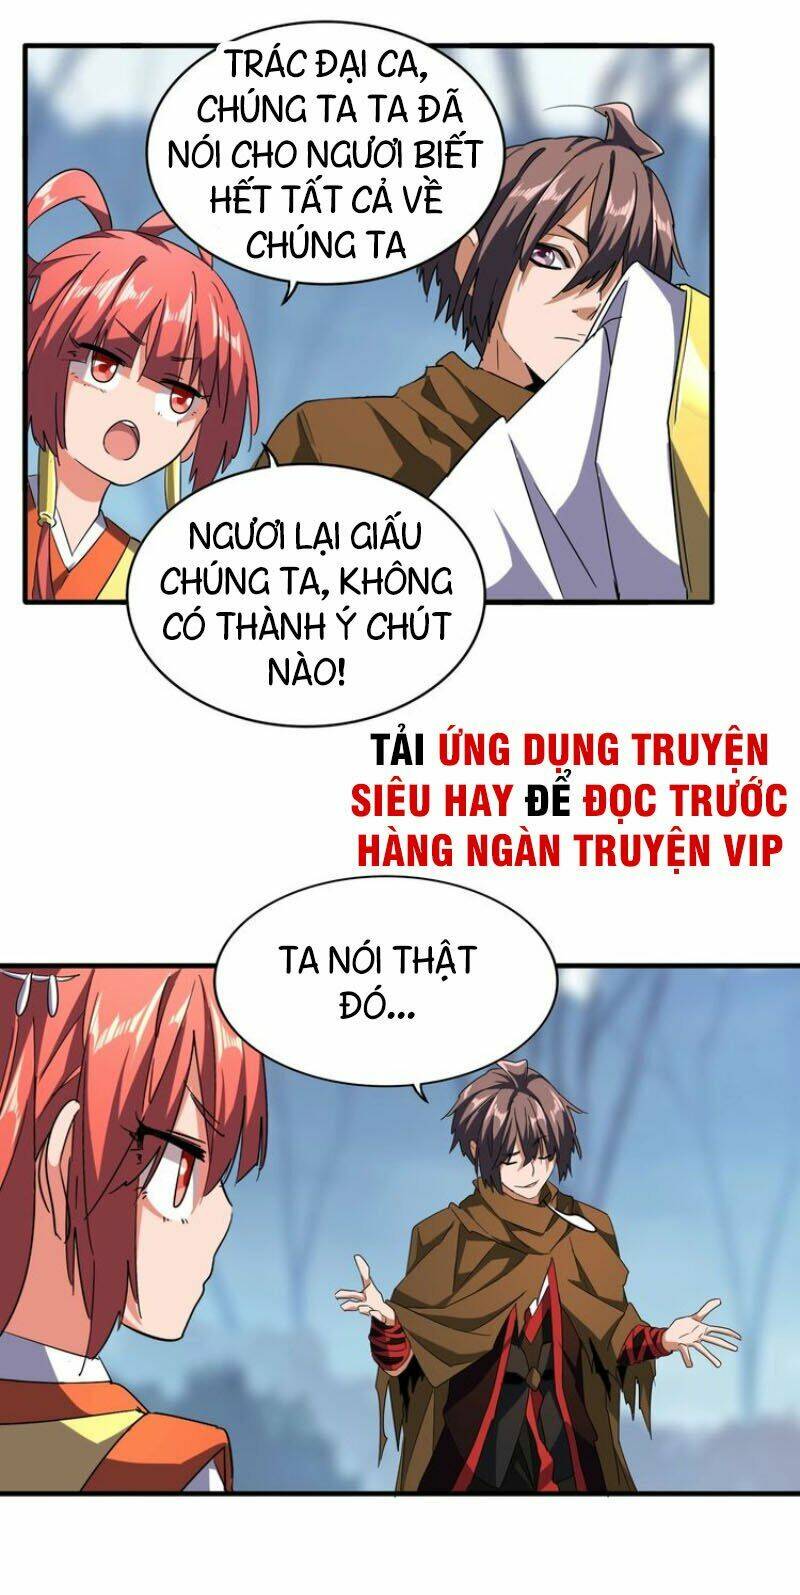 TRÁC ĐẠI CA,
CHÚNG TA TA ĐÃ
NÓI CHO NGƯƠI BIẾT
HẾT TẤT CẢ VỀ
CHÚNG TA
NGƯƠI LẠI GIẤU
CHÚNG TA, KHÔNG
CÓ THÀNH Ý CHÚT
NÀO!
TẢI ỨNG DỤNG TRUYỆN
SIÊU HAY ĐỂ ĐỌC TRƯỚC
HÀNG NGÀN TRUYỆN VIP
TA NÓI THẬT
ĐÓ...